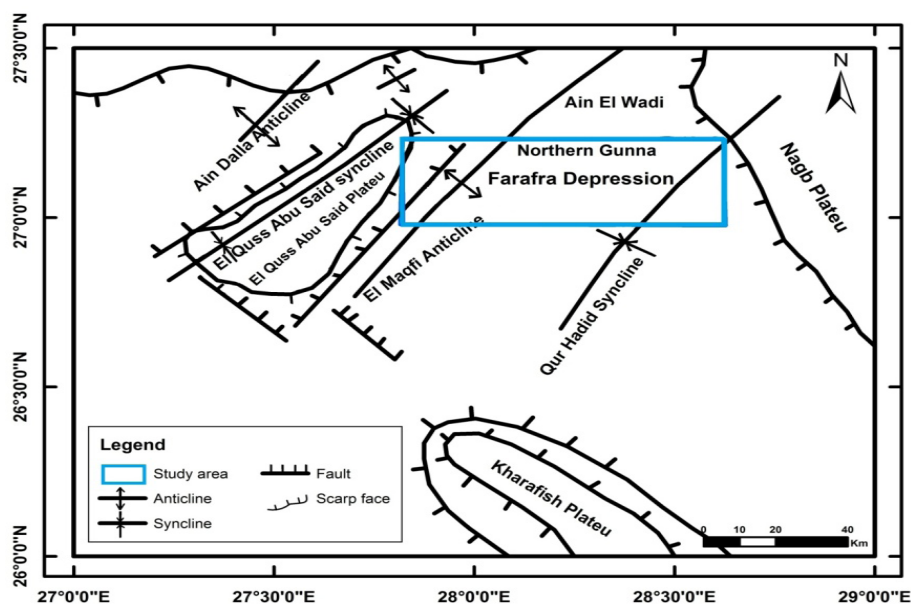 27°30'0"N
27°0'0"N
26°30'0"N
26°0'0"N
N
Ain El Wadi
Ain Dalla Anticline
Northern Gunna
Farafra Depression
Nagb Plateu
El Quss Abu Said syncline
El Quss Abu Said Plateu
El Maqfi Anticline
Qur Hadid Syncline
Kharafish Plateu
Legend
Study area
Fault
Anticline
Scarp face
Syncline
0 10 20 40
Km
27°0'0"E 27°30'0"E 28°0'0"E 28°30'0"E 29°0'0"E